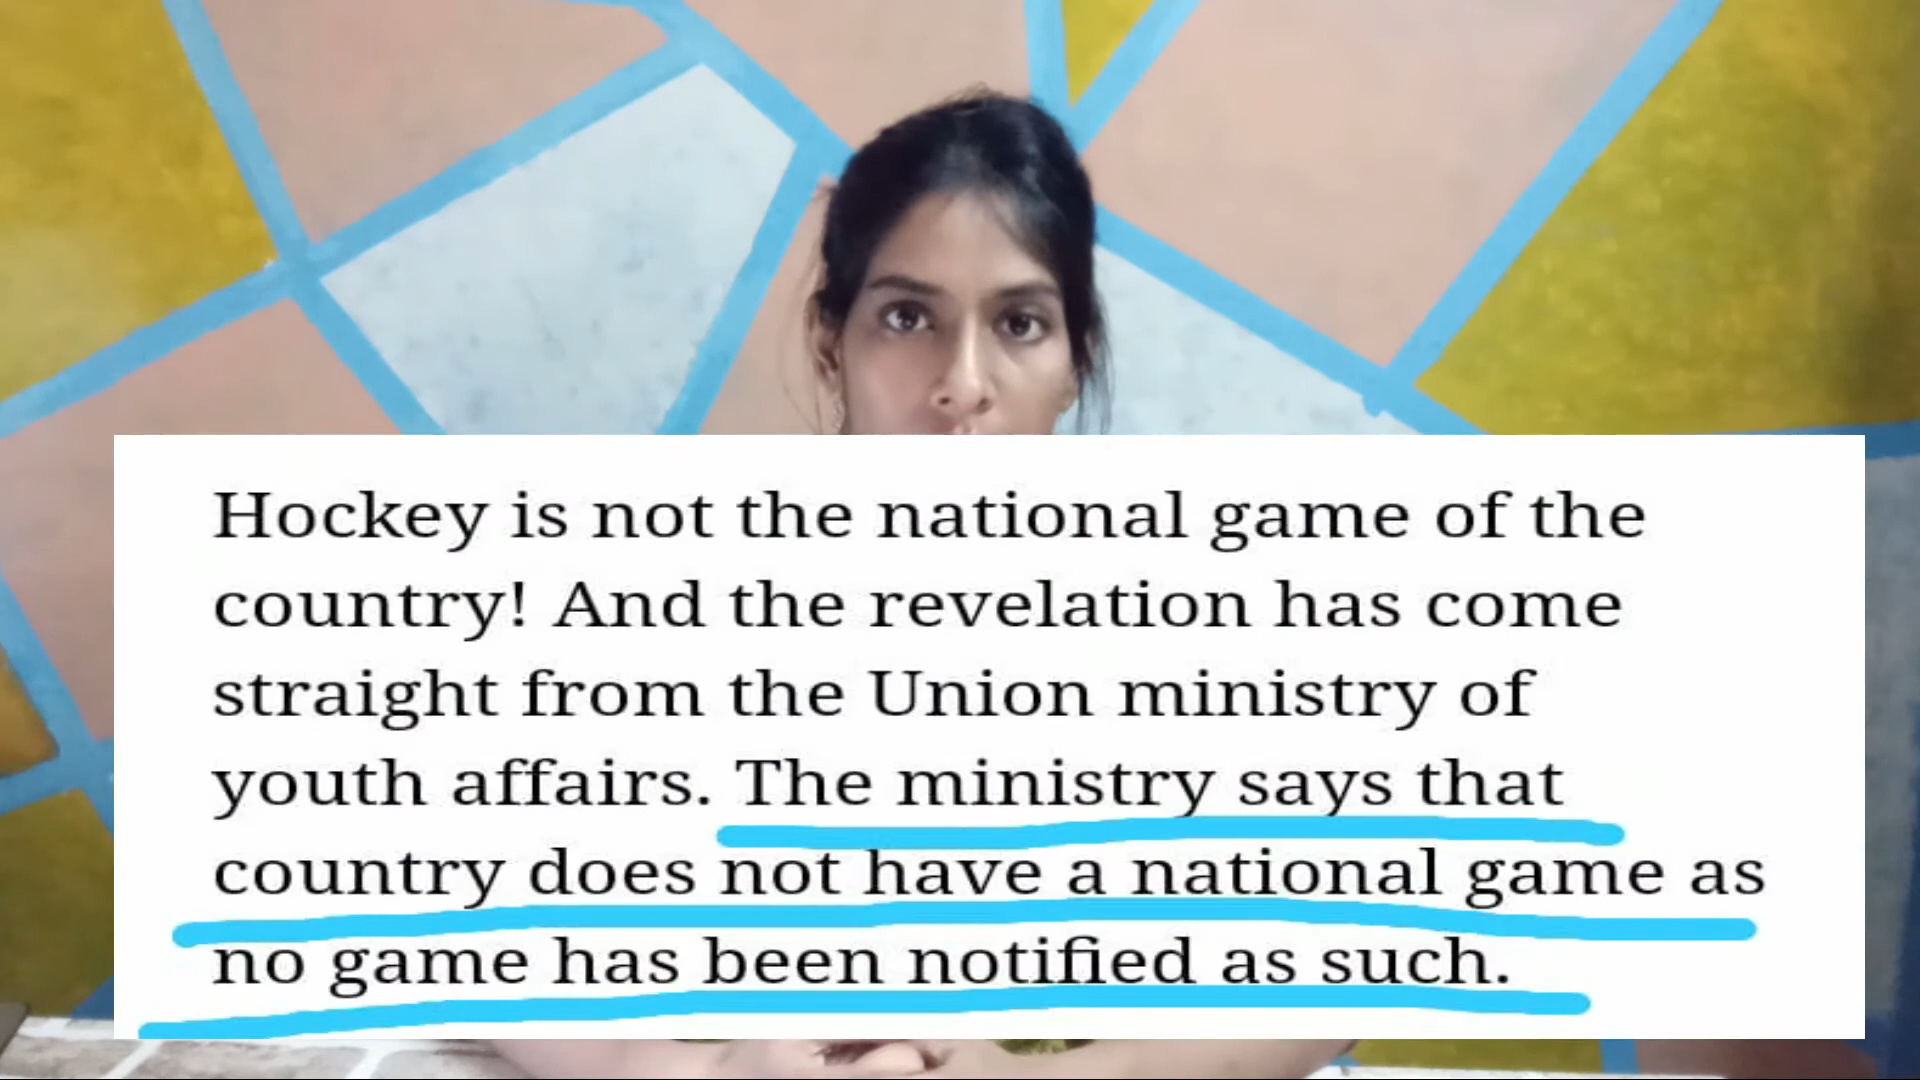 Hockey is not the national game of the
country! And the revelation has come
straight from the Union ministry of
youth affairs. The ministry says that
country does not have a national game as
no game has been notified as such.